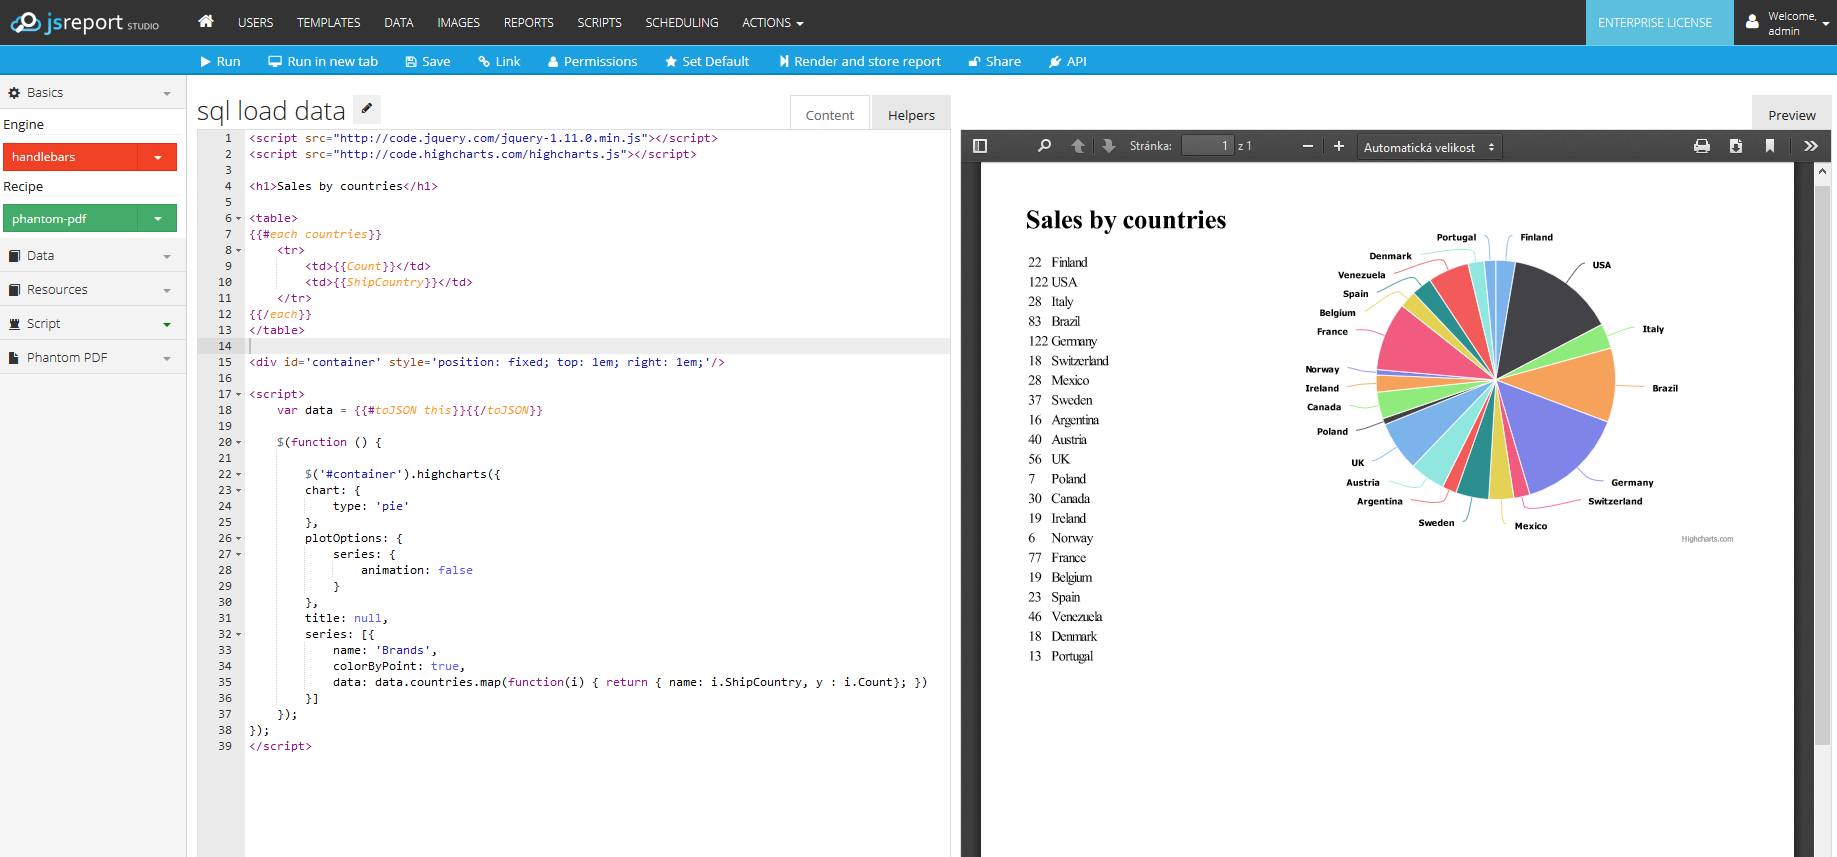 jsreport STUDIO
USERS TEMPLATES DATA IMAGES REPORTS SCRIPTS SCHEDULING ACTIONS
ENTERPRISE LICENSE
Welcome,
admin
Run Run in new tab Save Link Permissions Set Default Render and store report Share API
Basics
Engine
handlebars
Recipe
phantom-pdf
Data
Resources
Script
Phantom PDF
sql load data
Content Helpers
1 <script src="http://code.jquery.com/jquery-1.11.0.min.js"></script>
2 <script src="http://code.highcharts.com/highcharts.js"></script>
3
4 <h1>Sales by countries</h1>
5
6 <table>
7 {{#each countries}}
8     <tr>
9         <td>{{Count}}</td>
10         <td>{{ShipCountry}}</td>
11     </tr>
12 {{/each}}
13 </table>
14
15 <div id='container' style='position: fixed; top: 1em; right: 1em;'/>
16
17 <script>
18     var data = {{#toJSON this}}{{/toJSON}}
19
20     $(function () {
21
22         $('#container').highcharts({
23         chart: {
24             type: 'pie'
25         },
26         plotOptions: {
27             series: {
28                 animation: false
29             }
30         },
31         title: null,
32         series: [{
33             name: 'Brands',
34             colorByPoint: true,
35             data: data.countries.map(function(i) { return { name: i.ShipCountry, y : i.Count}; })
36         }]
37     });
38 });
39 </script>
Preview
Stránka: 1 z 1
Automatická velikost
Sales by countries
22 Finland
122 USA
28 Italy
83 Brazil
122 Germany
18 Switzerland
28 Mexico
37 Sweden
16 Argentina
40 Austria
56 UK
7 Poland
30 Canada
19 Ireland
6 Norway
77 France
19 Belgium
23 Spain
46 Venezuela
18 Denmark
13 Portugal
Portugal
Finland
Denmark
USA
Venezuela
Spain
Belgium
Italy
France
Norway
Ireland
Brazil
Canada
Poland
UK
Austria
Germany
Argentina
Switzerland
Sweden
Mexico
Highcharts.com